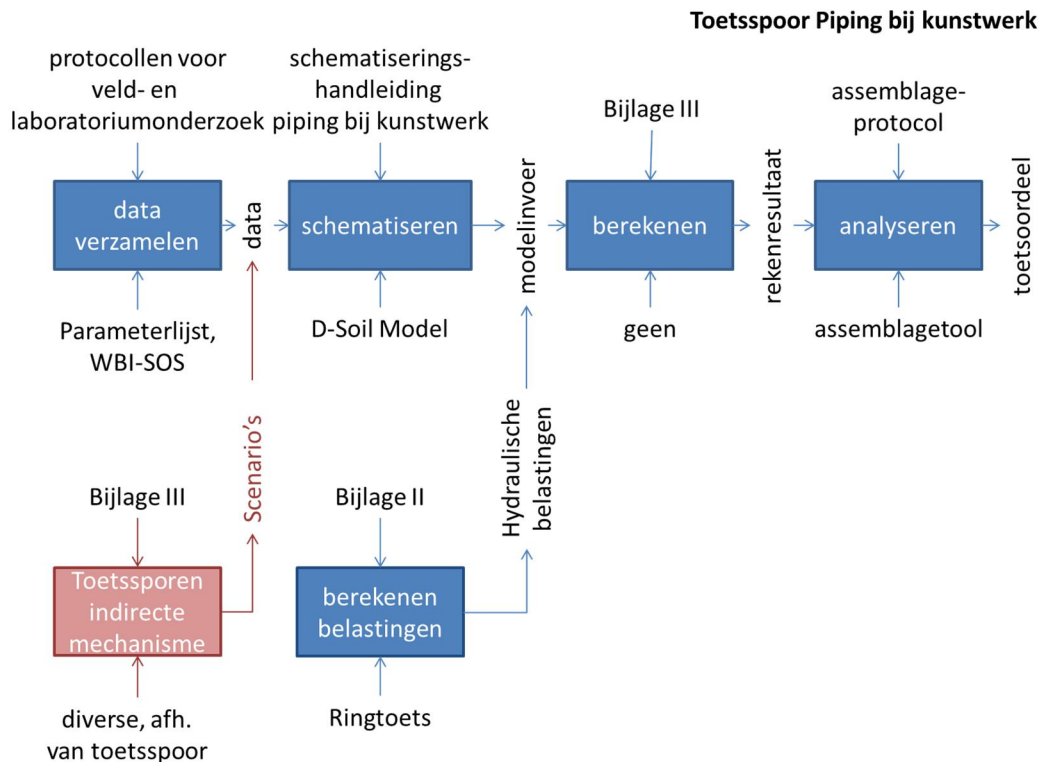 Toetsspoor Piping bij kunstwerk
protocollen voor
veld- en
laboratoriumonderzoek
schematiserings-
handleiding
piping bij kunstwerk
Bijlage III
assemblage-
protocol
data
verzamelen
data
schematiseren
modelinvoer
berekenen
rekenresultaat
analyseren
toetsoordeel
Parameterlijst,
WBI-SOS
D-Soil Model
geen
assemblagetool
Scenario's
Hydraulische
belastingen
Bijlage III
Bijlage II
Toetssporen
indirecte
mechanisme
berekenen
belastingen
diverse, afh.
van toetsspoor
Ringtoets